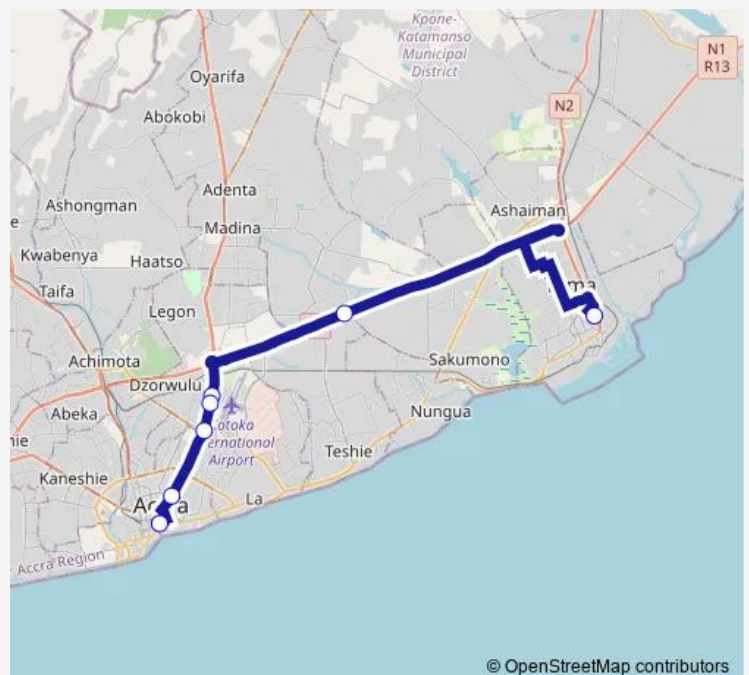 Kpone-
Katamanso
Municipal
District
N1
R13
Oyarifa
N2
Abokobi
Adenta
Ashongman
Ashaiman
Madina
Kwabenya
Haatso
Taifa
Legon
Achimota
Sakumono
Dzorwulu
Abeka
Nungua
ernational
Airport
Teshie
Kaneshie
La
Accra Region
© OpenStreetMap contributors